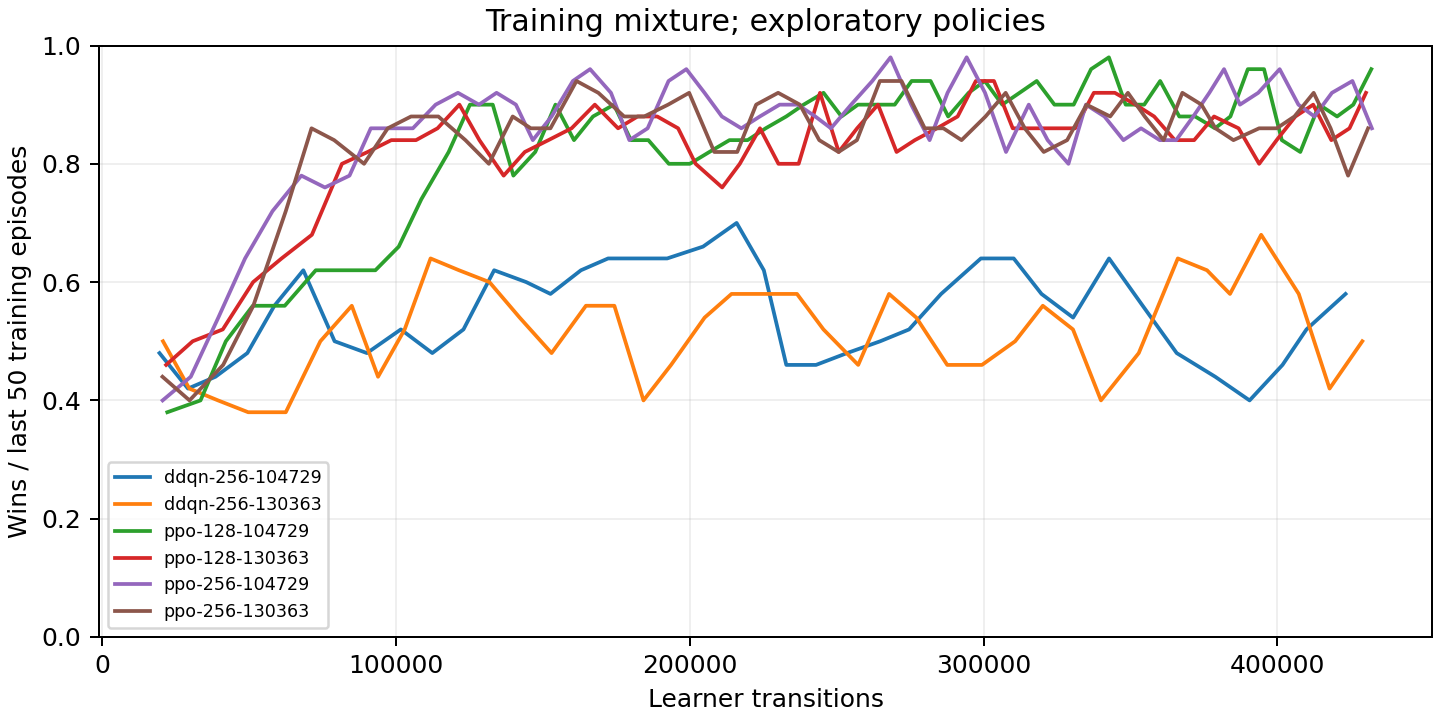 Training mixture; exploratory policies
1.0
0.8
0.6
0.4
0.2
0.0
Wins / last 50 training episodes
ddqn-256-104729
ddqn-256-130363
ppo-128-104729
ppo-128-130363
ppo-256-104729
ppo-256-130363
0 100000 200000 300000 400000
Learner transitions